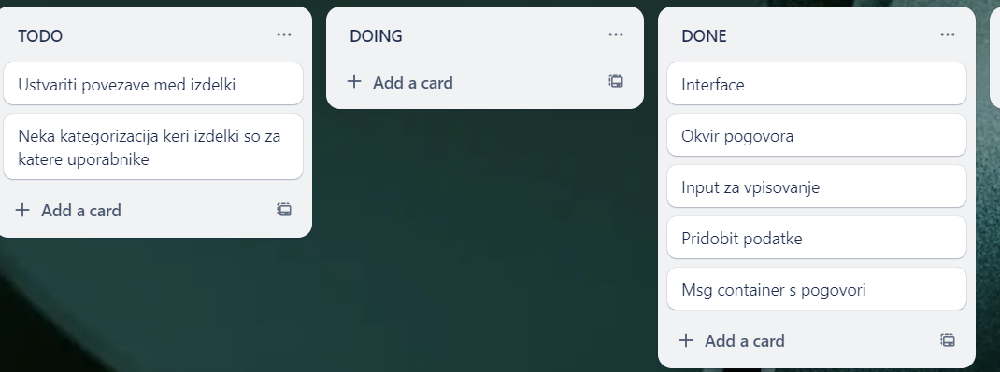 TODO
Ustvariti povezave med izdelki
Neka kategorizacija keri izdelki so za
katere uporabnike
Add a card
DOING
Add a card
DONE
Interface
Okvir pogovora
Input za vpisovanje
Pridobit podatke
Msg container s pogovori
Add a card